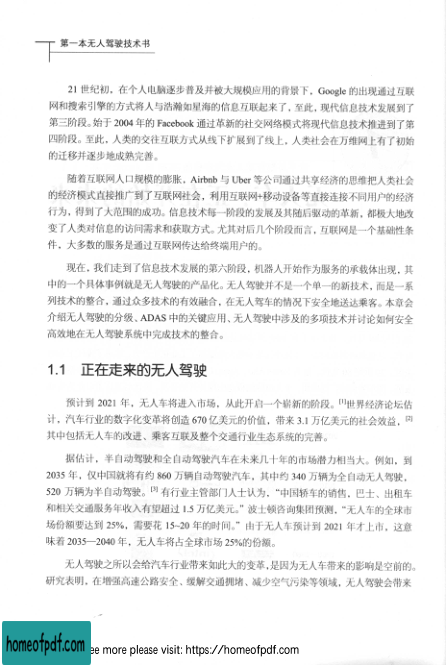 第一本无人驾驶技术书
21 世纪初，在个人电脑逐步普及并被大规模应用的背景下，Google 的出现通过互联
网和搜索引擎的方式将人与浩瀚如星海的信息互联起来了，至此，现代信息技术发展到了
第三阶段。始于 2004 年的 Facebook 通过革新的社交网络模式将现代信息技术推进到了第
四阶段。至此，人类的交往互联方式从线下扩展到了线上，人类社会在万维网上有了初始
的迁移并逐步地成熟完善。
随着互联网人口规模的膨胀，Airbnb 与 Uber 等公司通过共享经济的思维把人类社会
的经济模式直接推广到了互联网社会，利用互联网+移动设备等直接连接不同用户的经济
行为，得到了大范围的成功。信息技术每一阶段的发展及其随后驱动的革新，都极大地改
变了人类对信息的访问需求和获取方式。尤其对后几个阶段而言，互联网是一个基础性条
件，大多数的服务是通过互联网传达给终端用户的。
现在，我们走到了信息技术发展的第六阶段，机器人开始作为服务的承载体出现，其
中的一个具体事例就是无人驾驶的产品化。无人驾驶并不是一个单一的新技术，而是一系
列技术的整合，通过众多技术的有效融合，在无人驾车的情况下安全地送达乘客。本章会
介绍无人驾驶的分级、ADAS 中的关键应用、无人驾驶中涉及的多项技术并讨论如何安全
高效地在无人驾驶系统中完成技术的整合。
1.1 正在走来的无人驾驶
预计到 2021 年，无人车将进入市场，从此开启一个崭新的阶段。[1]世界经济论坛估
计，汽车行业的数字化变革将创造 670 亿美元的价值，带来 3.1 万亿美元的社会效益，[2]
其中包括无人车的改进、乘客互联及整个交通行业生态系统的完善。
据估计，半自动驾驶和全自动驾驶汽车在未来几十年的市场潜力相当大。例如，到
2035 年，仅中国就将有约 860 万辆自动驾驶汽车，其中约 340 万辆为全自动无人驾驶，
520 万辆为半自动驾驶。[3] 有行业主管部门人士认为，“中国轿车的销售，巴士、出租车
和相关交通服务年收入有望超过 1.5 万亿美元。”波士顿咨询集团预测，“无人车的全球市
场份额要达到 25%，需要花 15~20 年的时间。”由于无人车预计到 2021 年才上市，这意
味着 2035—2040 年，无人车将占全球市场 25%的份额。
无人驾驶之所以会给汽车行业带来如此大的变革，是因为无人车带来的影响是空前的。
研究表明，在增强高速公路安全、缓解交通拥堵、减少空气污染等领域，无人驾驶会带来
homeofpdf.com
ee more please visit: https://homeofpdf.com